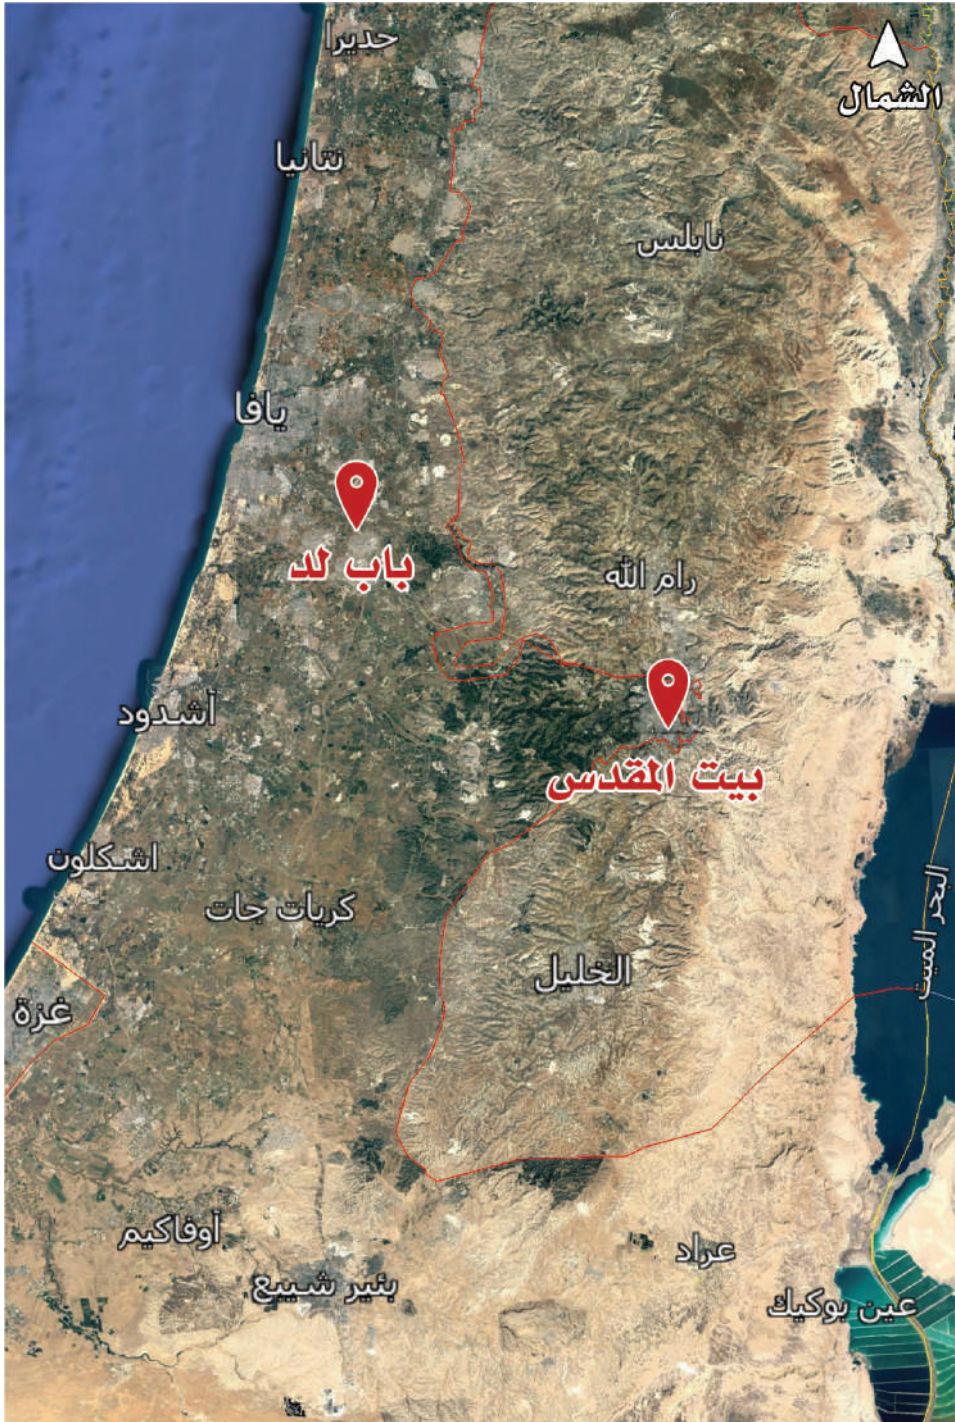 حديرا
الشمال
نتانيا
نابلس
يافا
باب لد
رام الله
آشدود
بيت المقدس
اشكلون
كريات جات
البحر الميت
الخليل
غزة
أوفاكيم
عراد
بئير شيبع
عين بوكيك